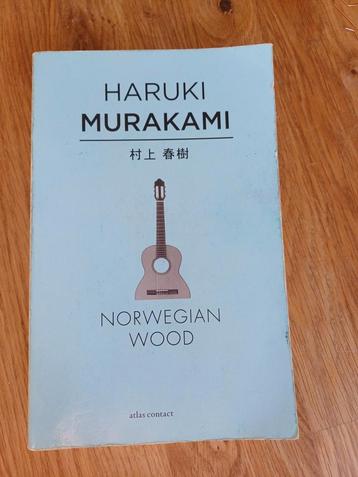 HARUKI
MURAKAMI
村上 春樹
NORWEGIAN
WOOD
atlas contact